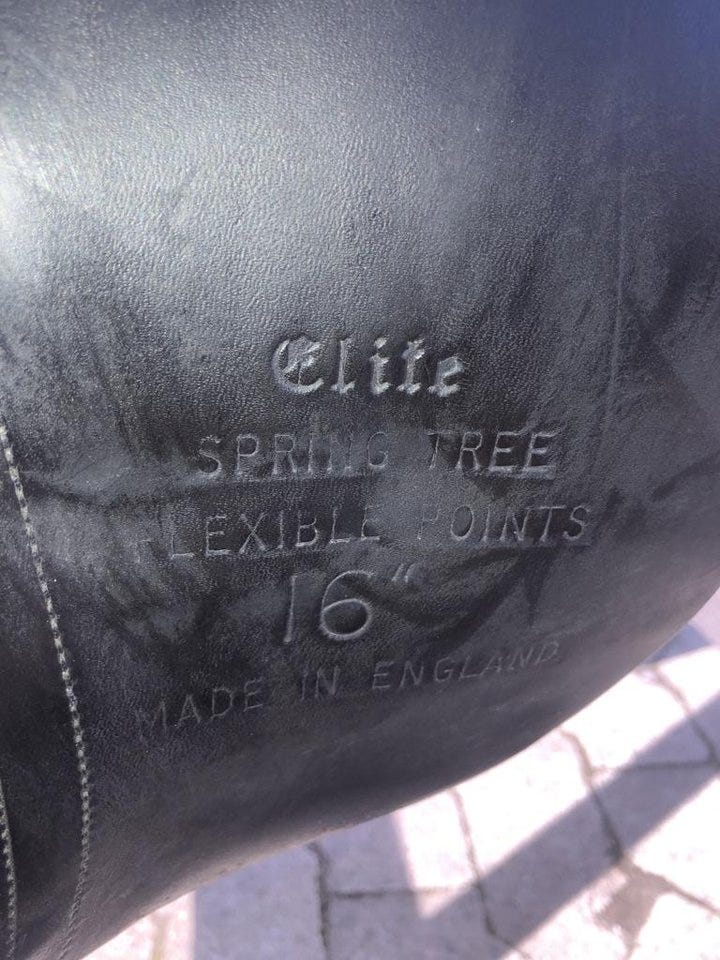 Elite
SPRING TREE
FLEXIBLE POINTS
16"
MADE IN ENGLAND